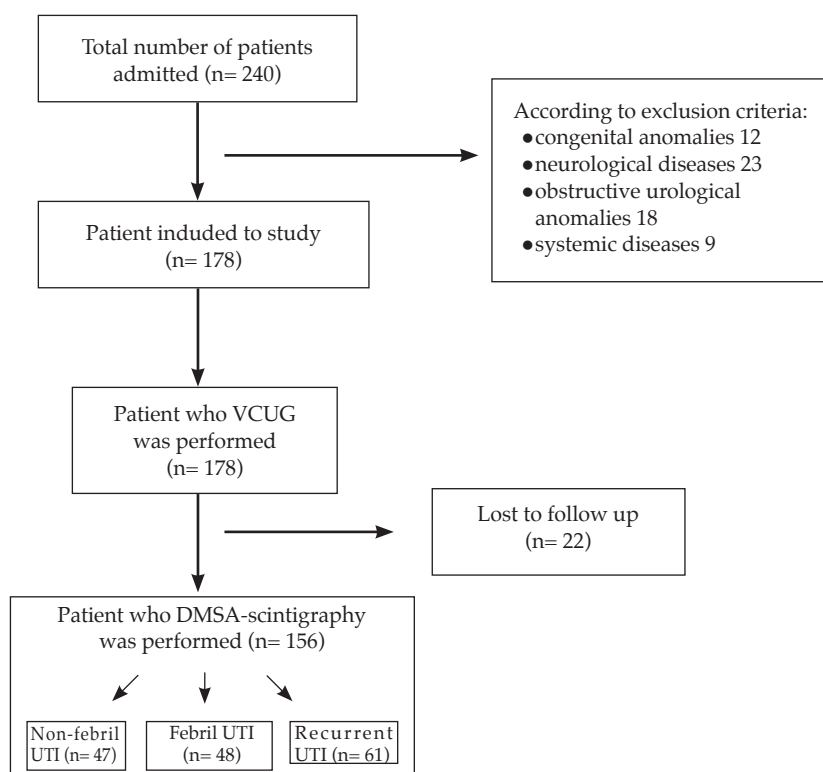 Total number of patients
admitted (n= 240)
According to exclusion criteria:
●congenital anomalies 12
●neurological diseases 23
●obstructive urological
anomalies 18
●systemic diseases 9
Patient induded to study
(n= 178)
Patient who VCUG
was performed
(n= 178)
Lost to follow up
(n= 22)
Patient who DMSA-scintigraphy
was performed (n= 156)
Non-febril
UTI (n= 47)
Febril UTI
(n= 48)
Recurrent
UTI (n= 61)